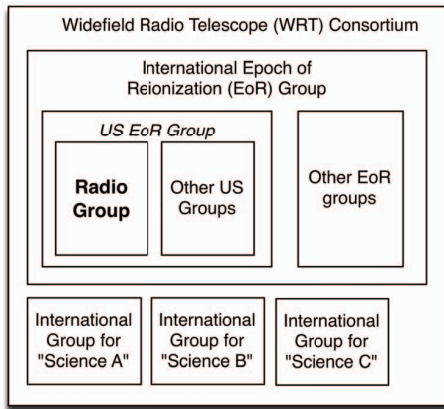 Widefield Radio Telescope (WRT) Consortium
International Epoch of
Reionization (EoR) Group
US EoR Group
Radio
Group
Other US
Groups
Other EoR
groups
International
Group for
"Science A"
International
Group for
"Science B"
International
Group for
"Science C"